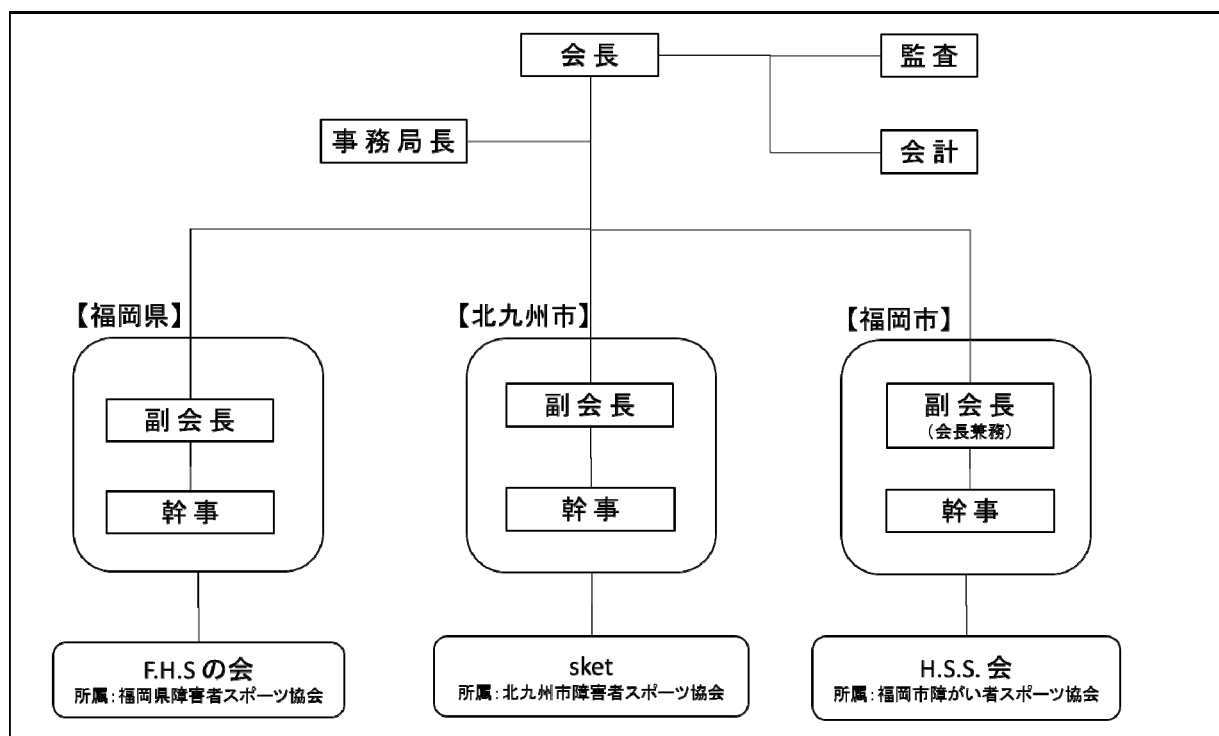 会長
監査
事務局長
会計
【福岡県】
【北九州市】
【福岡市】
副会長
幹事
副会長
幹事
副会長
（会長兼務）
幹事
F.H.S の会
所属：福岡県障害者スポーツ協会
sket
所属：北九州市障害者スポーツ協会
H.S.S. 会
所属：福岡市障がい者スポーツ協会